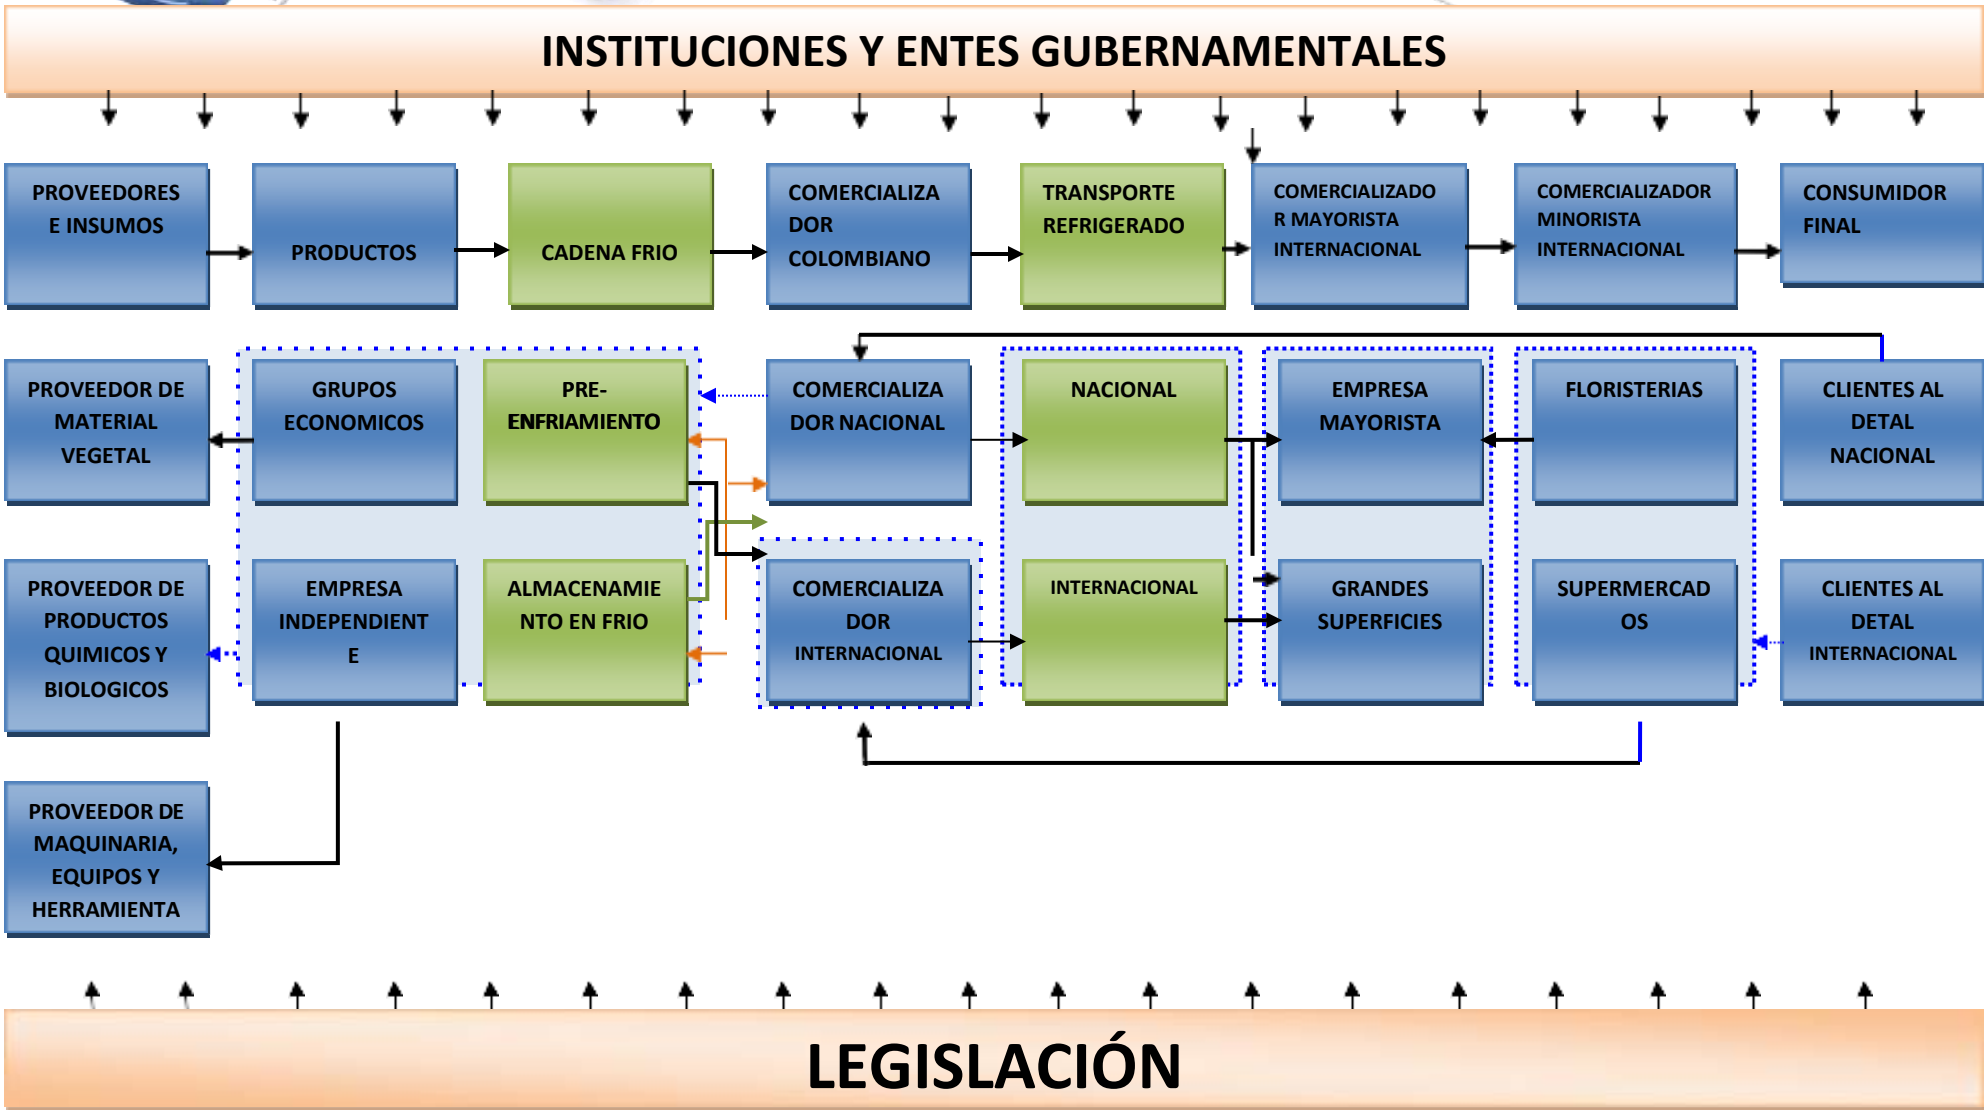 INSTITUCIONES Y ENTES GUBERNAMENTALES
PROVEEDORES
E INSUMOS
PRODUCTOS
CADENA FRIO
COMERCIALIZA
DOR
COLOMBIANO
TRANSPORTE
REFRIGERADO
COMERCIALIZADO
R MAYORISTA
INTERNACIONAL
COMERCIALIZADOR
MINORISTA
INTERNACIONAL
CONSUMIDOR
FINAL
PROVEEDOR DE
MATERIAL
VEGETAL
GRUPOS
ECONOMICOS
PRE-
ENFRIAMIENTO
COMERCIALIZA
DOR NACIONAL
NACIONAL
EMPRESA
MAYORISTA
FLORISTERIAS
CLIENTES AL
DETAL
NACIONAL
PROVEEDOR DE
PRODUCTOS
QUIMICOS Y
BIOLOGICOS
EMPRESA
INDEPENDIENT
E
ALMACENAMIE
NTO EN FRIO
COMERCIALIZA
DOR
INTERNACIONAL
INTERNACIONAL
GRANDES
SUPERFICIES
SUPERMERCAD
OS
CLIENTES AL
DETAL
INTERNACIONAL
PROVEEDOR DE
MAQUINARIA,
EQUIPOS Y
HERRAMIENTA
LEGISLACIÓN